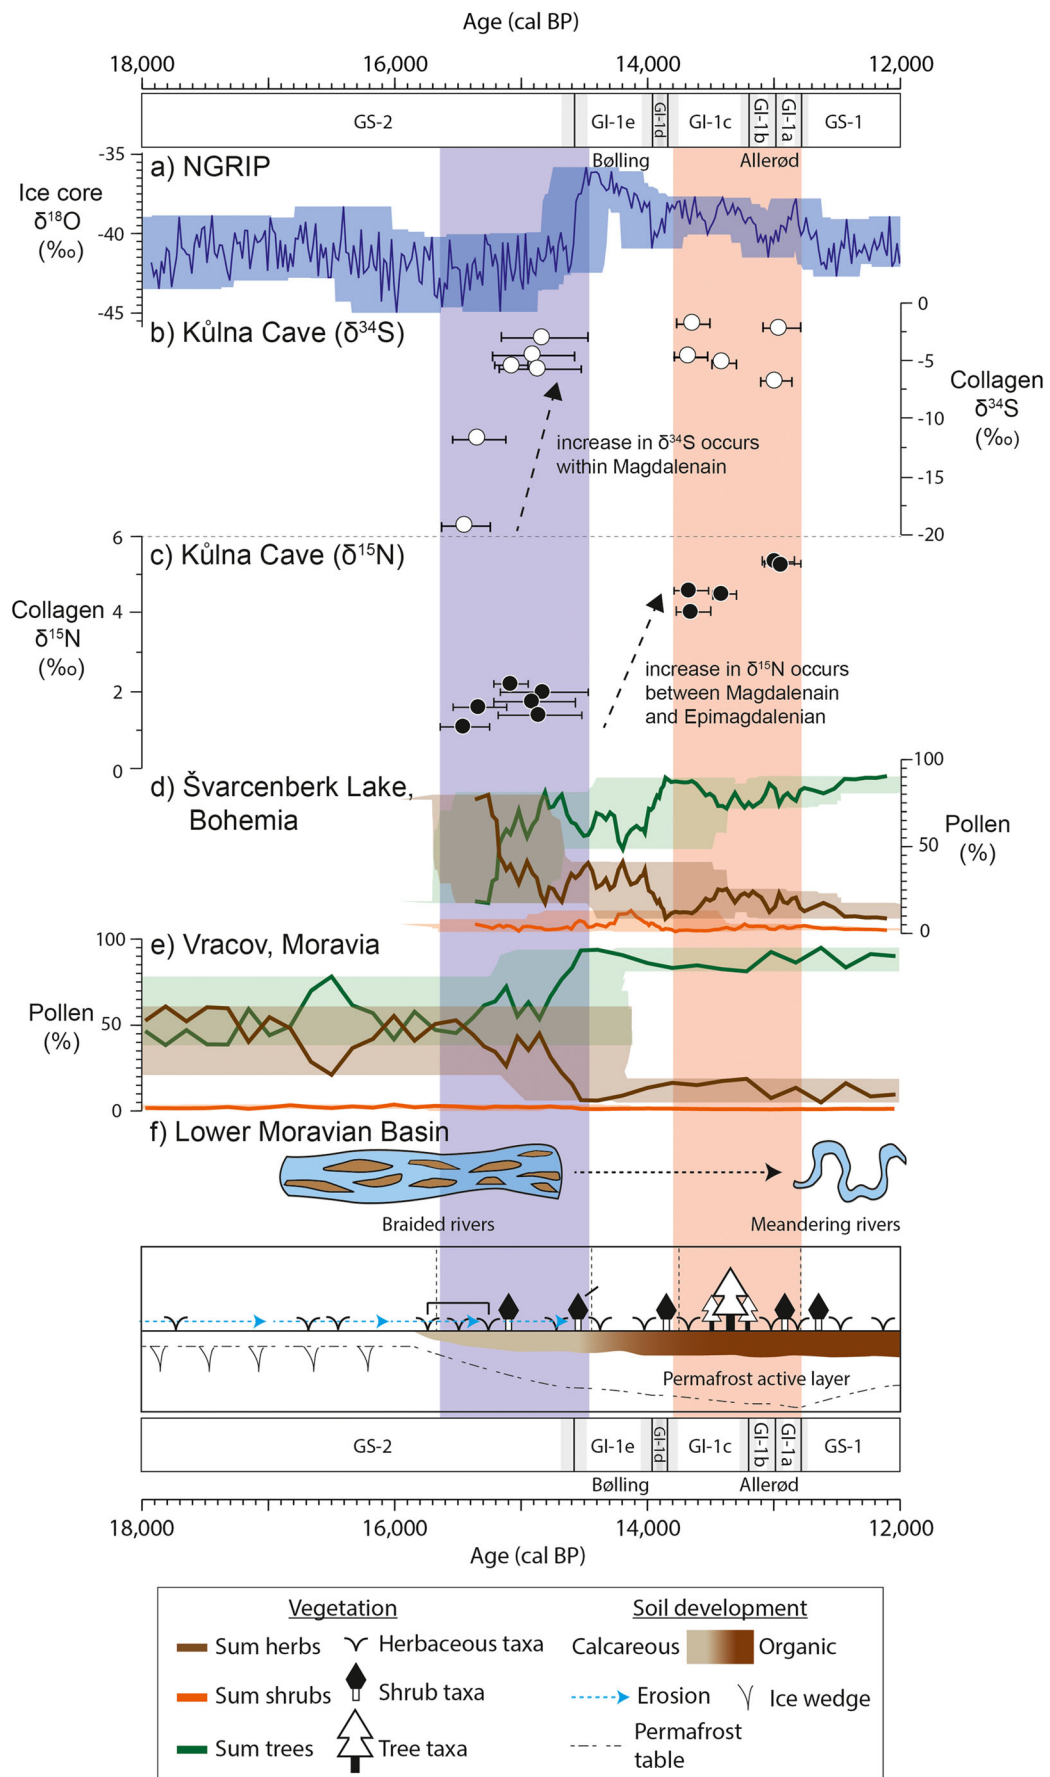 Age (cal BP)
18,000 16,000 14,000 12,000
GS-2 GI-1e GI-1d GI-1c GI-1b GI-1a GS-1
Bølling Allerød
a) NGRIP
-35
-40
-45
Ice core
δ¹⁸O
(‰)
b) Kůlna Cave (δ³⁴S)
0
-5
-10
-15
-20
Collagen
δ³⁴S
(‰)
increase in δ³⁴S occurs
within Magdalenain
c) Kůlna Cave (δ¹⁵N)
6
4
2
0
Collagen
δ¹⁵N
(‰)
increase in δ¹⁵N occurs
between Magdalenain
and Epimagdalenian
d) Švarcenberk Lake,
Bohemia
100
50
0
Pollen
(%)
e) Vracov, Moravia
100
50
0
Pollen
(%)
f) Lower Moravian Basin
Braided rivers
Meandering rivers
Permafrost active layer
GS-2 GI-1e GI-1d GI-1c GI-1b GI-1a GS-1
Bølling Allerød
18,000 16,000 14,000 12,000
Age (cal BP)
Vegetation
Sum herbs
Herbaceous taxa
Sum shrubs
Shrub taxa
Sum trees
Tree taxa
Soil development
Calcareous Organic
Erosion
Ice wedge
Permafrost
table